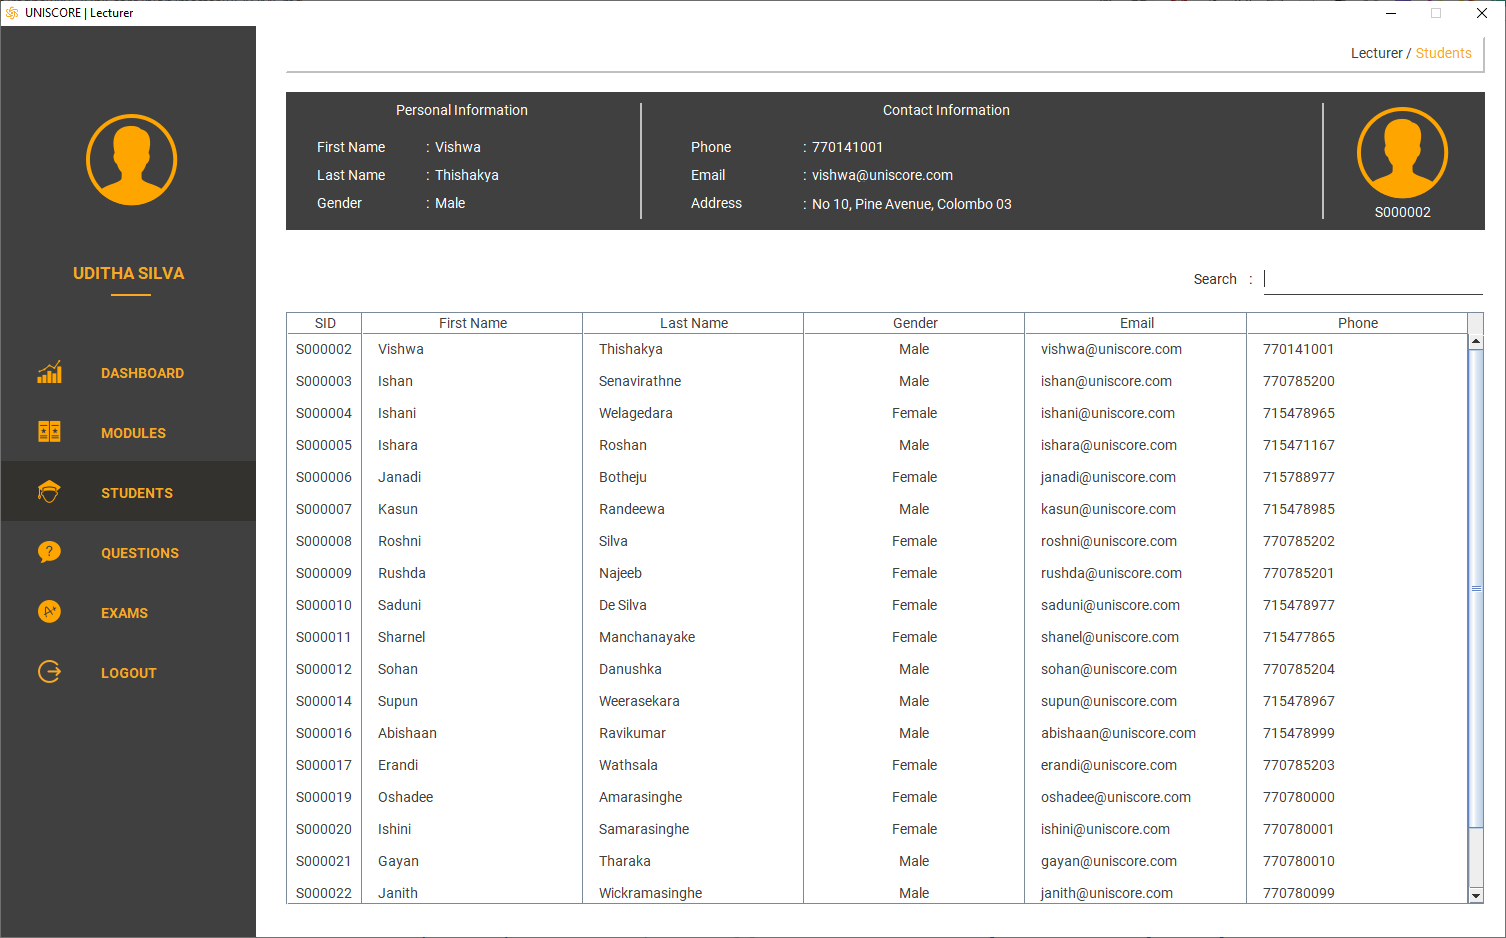 UNISCORE | Lecturer
UDITHA SILVA
DASHBOARD
MODULES
STUDENTS
QUESTIONS
EXAMS
LOGOUT
Lecturer / Students
Personal Information
First Name : Vishwa
Last Name : Thishakya
Gender : Male
Contact Information
Phone : 770141001
Email : vishwa@uniscore.com
Address : No 10, Pine Avenue, Colombo 03
S000002
Search :
SID First Name Last Name Gender Email Phone
S000002 Vishwa Thishakya Male vishwa@uniscore.com 770141001
S000003 Ishan Senavirathne Male ishan@uniscore.com 770785200
S000004 Ishani Welagedara Female ishani@uniscore.com 715478965
S000005 Ishara Roshan Male ishara@uniscore.com 715471167
S000006 Janadi Botheju Female janadi@uniscore.com 715788977
S000007 Kasun Randeewa Male kasun@uniscore.com 715478985
S000008 Roshni Silva Female roshni@uniscore.com 770785202
S000009 Rushda Najeeb Female rushda@uniscore.com 770785201
S000010 Saduni De Silva Female saduni@uniscore.com 715478977
S000011 Sharnel Manchanayake Female shanel@uniscore.com 715477865
S000012 Sohan Danushka Male sohan@uniscore.com 770785204
S000014 Supun Weerasekara Male supun@uniscore.com 715478967
S000016 Abishaan Ravikumar Male abishaan@uniscore.com 715478999
S000017 Erandi Wathsala Female erandi@uniscore.com 770785203
S000019 Oshadee Amarasinghe Female oshadee@uniscore.com 770780000
S000020 Ishini Samarasinghe Female ishini@uniscore.com 770780001
S000021 Gayan Tharaka Male gayan@uniscore.com 770780010
S000022 Janith Wickramasinghe Male janith@uniscore.com 770780099